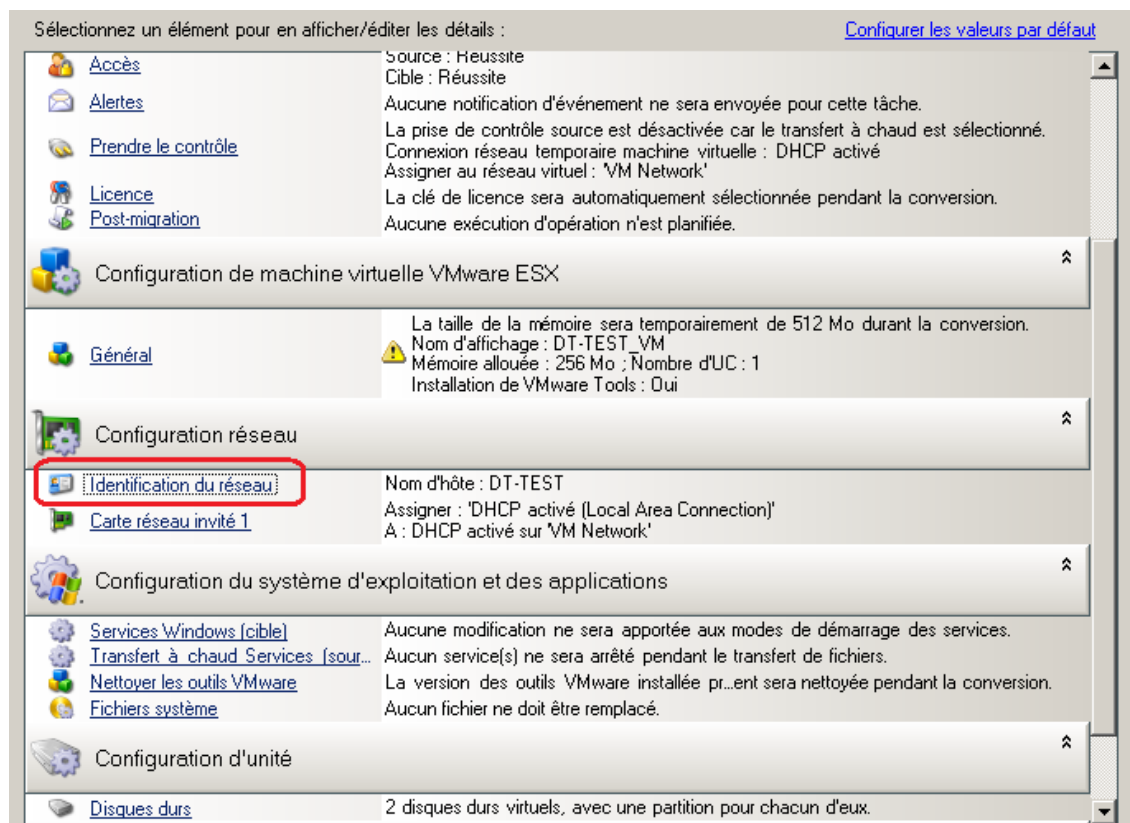 Sélectionnez un élément pour en afficher/éditer les détails :
Configurer les valeurs par défaut
Accès
Source : Réussite
Cible : Réussite
Alertes
Aucune notification d'événement ne sera envoyée pour cette tâche.
Prendre le contrôle
La prise de contrôle source est désactivée car le transfert à chaud est sélectionné.
Connexion réseau temporaire machine virtuelle : DHCP activé
Assigner au réseau virtuel : 'VM Network'
Licence
La clé de licence sera automatiquement sélectionnée pendant la conversion.
Post-migration
Aucune exécution d'opération n'est planifiée.
Configuration de machine virtuelle VMware ESX
Général
La taille de la mémoire sera temporairement de 512 Mo durant la conversion.
Nom d'affichage : DT-TEST_VM
Mémoire allouée : 256 Mo ; Nombre d'UC : 1
Installation de VMware Tools : Oui
Configuration réseau
Identification du réseau
Nom d'hôte : DT-TEST
Carte réseau invité 1
Assigner : 'DHCP activé (Local Area Connection)'
A : DHCP activé sur 'VM Network'
Configuration du système d'exploitation et des applications
Services Windows (cible)
Aucune modification ne sera apportée aux modes de démarrage des services.
Transfert à chaud Services (sour...
Aucun service(s) ne sera arrêté pendant le transfert de fichiers.
Nettoyer les outils VMware
La version des outils VMware installée pr...ent sera nettoyée pendant la conversion.
Fichiers système
Aucun fichier ne doit être remplacé.
Configuration d'unité
Disques durs
2 disques durs virtuels, avec une partition pour chacun d'eux.